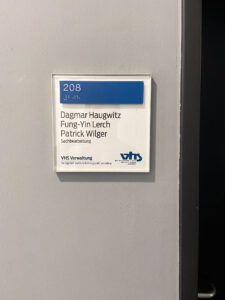 208
Dagmar Haugwitz
Fung-Yin Lerch
Patrick Wilger
Sachbearbeitung
VHS Verwaltung
vhs